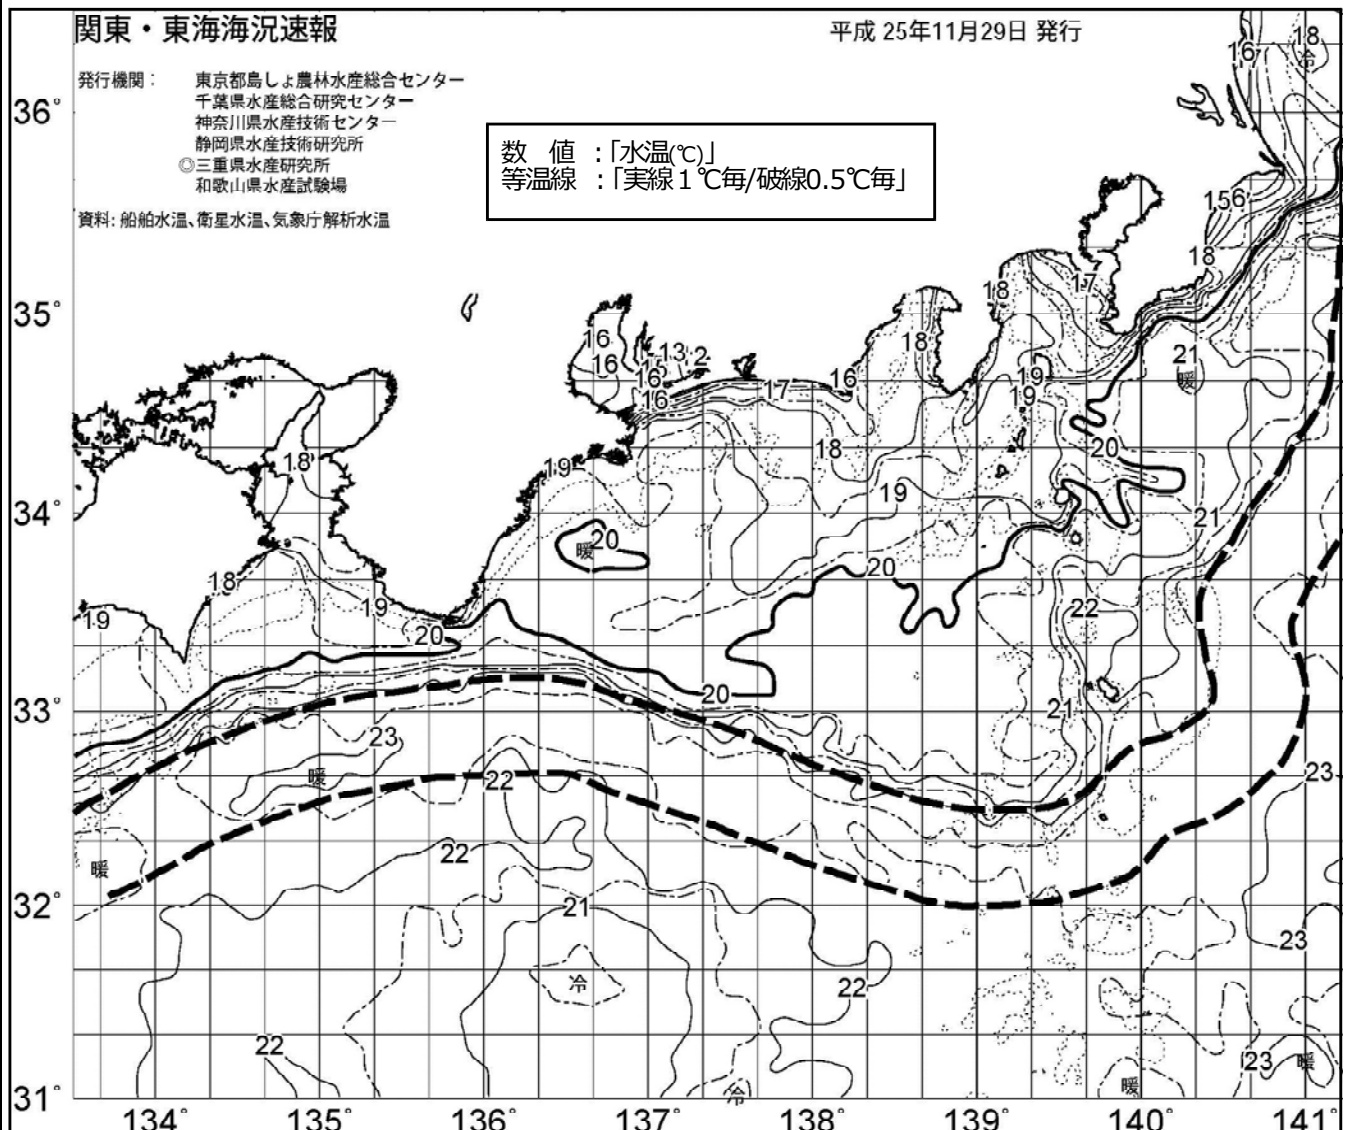 関東・東海海況速報
平成 25年11月29日 発行
発行機関：
東京都島しょ農林水産総合センター
千葉県水産総合研究センター
神奈川県水産技術センター
静岡県水産技術研究所
◎三重県水産研究所
和歌山県水産試験場
資料: 船舶水温、衛星水温、気象庁解析水温
数 値 ：「水温(℃)」
等温線 ：「実線１℃毎/破線0.5℃毎」
16
18
冷
36°
156
18
18
17
35°
16
13
2
16
18
21
暖
16
16
17
16
19
16
19
18
19
18
20
19
34°
21
20
暖
20
18
22
19
19
20
20
21
33°
23
暖
22
23
22
暖
32°
21
23
冷
22
22
23
暖
暖
冷
31°
134°
135°
136°
137°
138°
139°
140°
141°